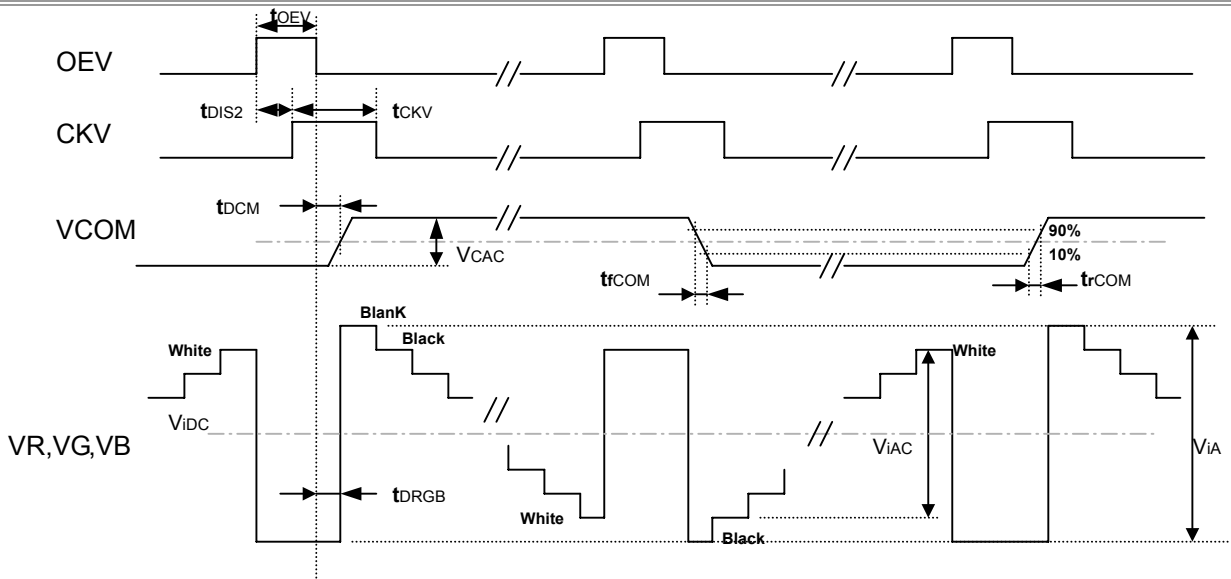 tOEV
OEV
tDIS2
tCKV
CKV
tDCM
VCOM
90%
VCAC
10%
tfCOM
trCOM
BlanK
Black
White
White
ViDC
VR,VG,VB
ViAC
ViA
tDRGB
White
Black